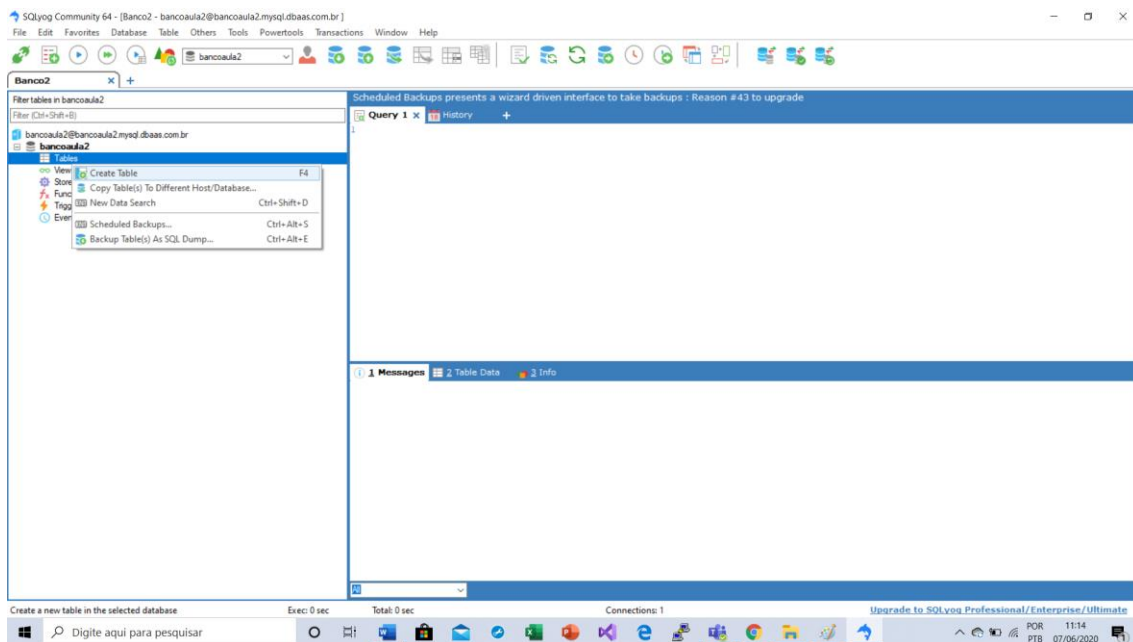 SQLyog Community 64 - [Banco2 - bancoaula2@bancoaula2.mysql.dbaas.com.br ]
File Edit Favorites Database Table Others Tools Powertools Transactions Window Help
bancoaula2
Banco2
Filter tables in bancoaula2
Filter (Ctrl+Shift+B)
bancoaula2@bancoaula2.mysql.dbaas.com.br
bancoaula2
Tables
View
Store
Func
Trigg
Ever
Create Table F4
Copy Table(s) To Different Host/Database...
New Data Search Ctrl+Shift+D
Scheduled Backups... Ctrl+Alt+S
Backup Table(s) As SQL Dump... Ctrl+Alt+E
Scheduled Backups presents a wizard driven interface to take backups : Reason #43 to upgrade
Query 1 History
1
1 Messages 2 Table Data 3 Info
All
Create a new table in the selected database Exec: 0 sec Total: 0 sec Connections: 1 Upgrade to SQLyog Professional/Enterprise/Ultimate
Digite aqui para pesquisar
POR 11:14
PTB 07/06/2020